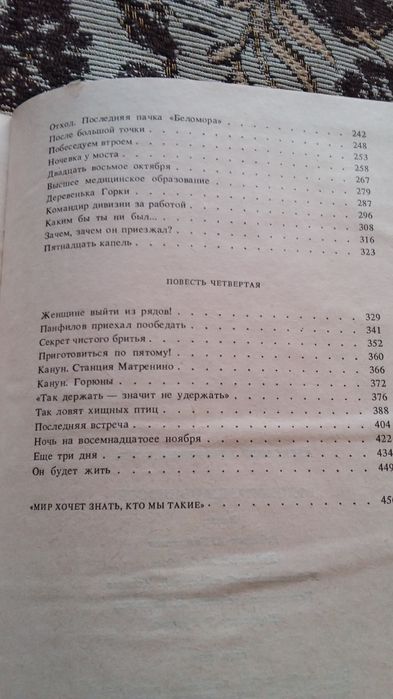 Отход. Последняя пачка «Беломора» . . . . . . . . . . 242
После большой точки . . . . . . . . . . 248
Побеседуем втроем . . . . . . . . . . 253
Ночевка у моста . . . . . . . . . . 258
Двадцать восьмое октября . . . . . . . . . . 267
Высшее медицинское образование . . . . . . . . . . 279
Деревенька Горки . . . . . . . . . . 287
Командир дивизии за работой . . . . . . . . . . 296
Каким бы ты ни был... . . . . . . . . . . 308
Зачем, зачем он приезжал? . . . . . . . . . . 316
Пятнадцать капель . . . . . . . . . . 323
ПОВЕСТЬ ЧЕТВЕРТАЯ
Женщине выйти из рядов! . . . . . . . . . . 329
Панфилов приехал пообедать . . . . . . . . . . 341
Секрет чистого бритья . . . . . . . . . . 352
Приготовиться по пятому! . . . . . . . . . . 360
Канун. Станция Матренино . . . . . . . . . . 366
Канун. Горюны . . . . . . . . . . 372
«Так держать — значит не удержать» . . . . . . . . . . 376
Так ловят хищных птиц . . . . . . . . . . 388
Последняя встреча . . . . . . . . . . 404
Ночь на восемнадцатое ноября . . . . . . . . . . 422
Еще три дня . . . . . . . . . . 434
Он будет жить . . . . . . . . . . 449
«МИР ХОЧЕТ ЗНАТЬ, КТО МЫ ТАКИЕ» . . . . . . . . . .